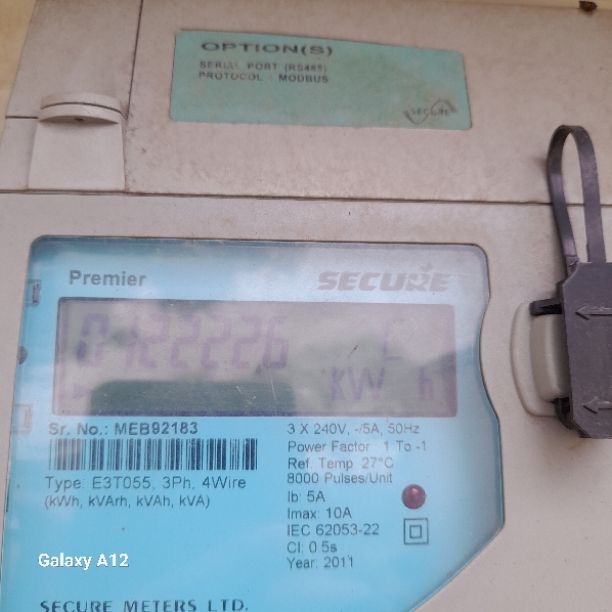 OPTION(S)
SERIAL PORT (RS485)
PROTOCOL : MODBUS
SECURE
Premier
SECURE
0122226
kW h
Sr. No.: MEB92183
3 X 240V, -/5A, 50Hz
Power Factor 1 To -1
Ref. Temp. 27°C
8000 Pulses/Unit
Type: E3T055, 3Ph, 4Wire
(kWh, kVArh, kVAh, kVA)
Ib: 5A
Imax: 10A
IEC 62053-22
Cl: 0.5s
Year: 2011
Galaxy A12
SECURE METERS LTD.